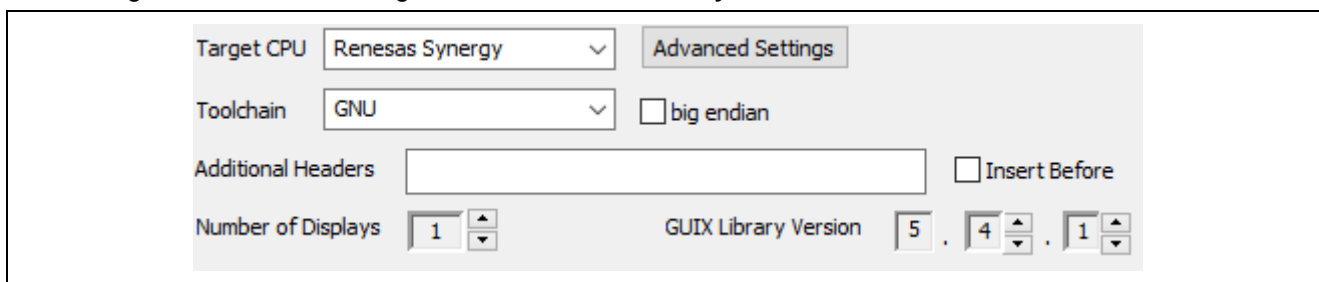 Target CPU Renesas Synergy Advanced Settings
Toolchain GNU big endian
Additional Headers Insert Before
Number of Displays 1 GUIX Library Version 5 . 4 . 1